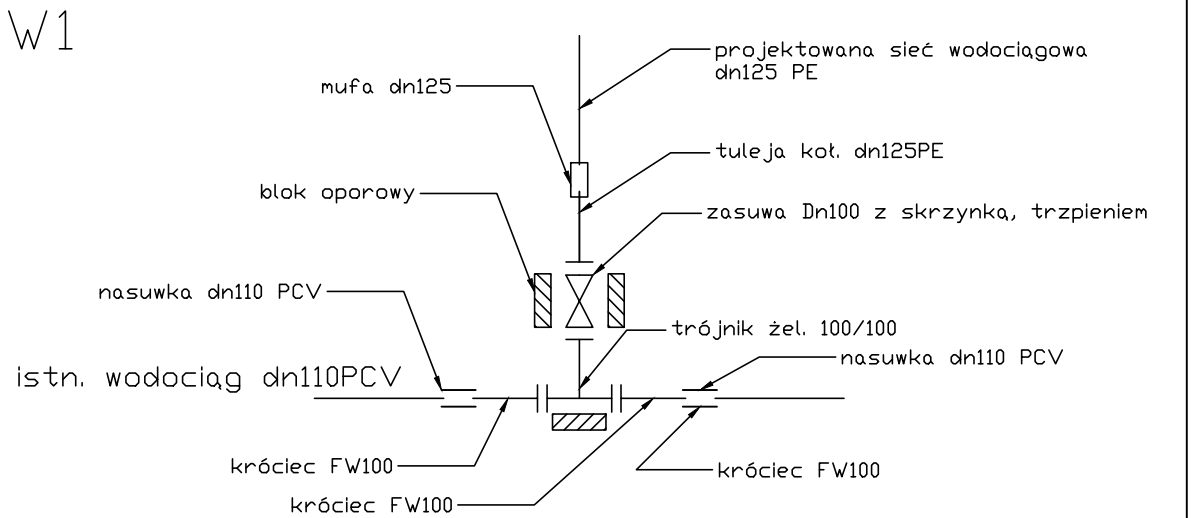 W1
projektowana sieć wodociągowa
dn125 PE
mufa dn125
tuleja koł. dn125PE
blok oporowy
zasuwa Dn100 z skrzynką, trzpieniem
nasuwka dn110 PCV
trójnik żel. 100/100
nasuwka dn110 PCV
istn. wodociąg dn110PCV
króciec FW100
króciec FW100
króciec FW100